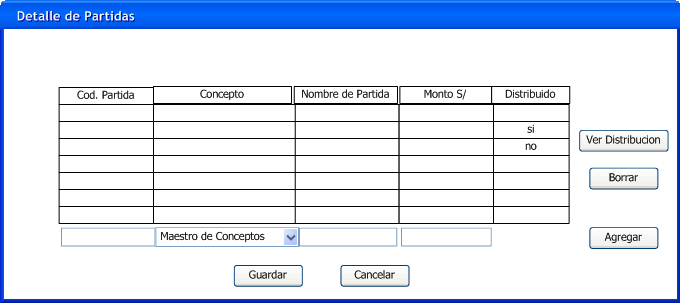 Detalle de Partidas
Cod. Partida Concepto Nombre de Partida Monto S/ Distribuido
si
Ver Distribucion
no
Borrar
Maestro de Conceptos
Agregar
Guardar Cancelar